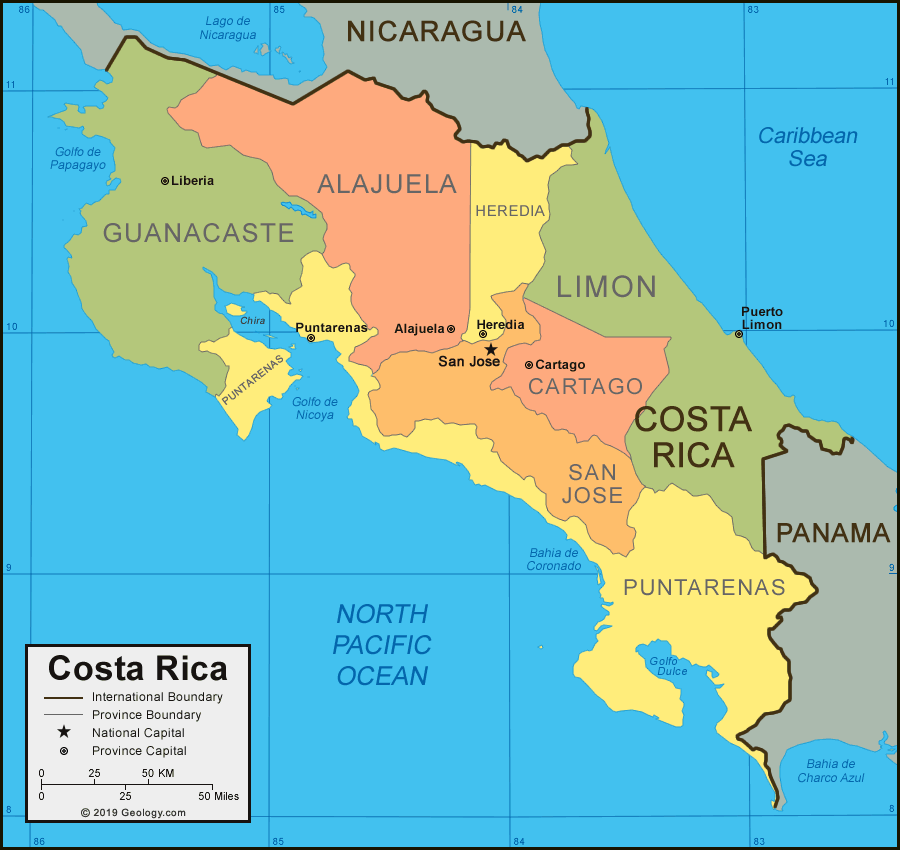 86
85
84
83
Lago de
Nicaragua
NICARAGUA
11
11
Caribbean
Sea
Golfo de
Papagayo
Liberia
ALAJUELA
HEREDIA
GUANACASTE
LIMON
Chira
Puntarenas
Alajuela
Heredia
Puerto
Limon
10
10
San Jose
Cartago
CARTAGO
PUNTARENAS
Golfo de
Nicoya
COSTA
RICA
SAN
JOSE
PANAMA
Bahia de
Coronado
9
9
PUNTARENAS
NORTH
PACIFIC
OCEAN
Golfo
Dulce
Bahia de
Charco Azul
Costa Rica
International Boundary
Province Boundary
National Capital
Province Capital
0 25 50 KM
0 25 50 Miles
© 2019 Geology.com
8
8
86
85
84
83